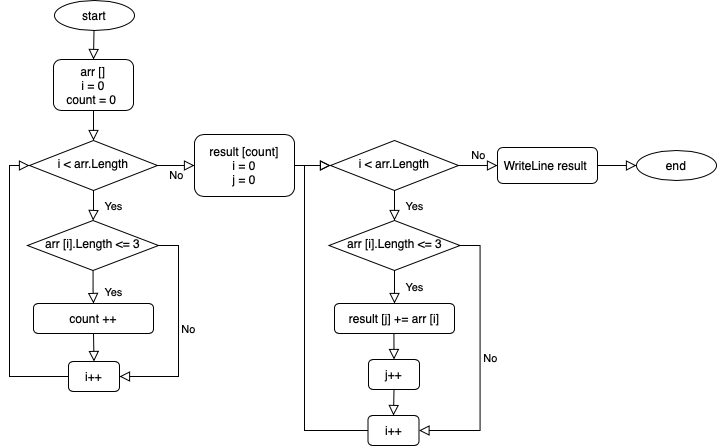 start
arr []
i = 0
count = 0
i < arr.Length
No
Yes
arr [i].Length <= 3
Yes
count ++
No
i++
result [count]
i = 0
j = 0
i < arr.Length
No
Yes
arr [i].Length <= 3
Yes
result [j] += arr [i]
No
j++
i++
WriteLine result
end